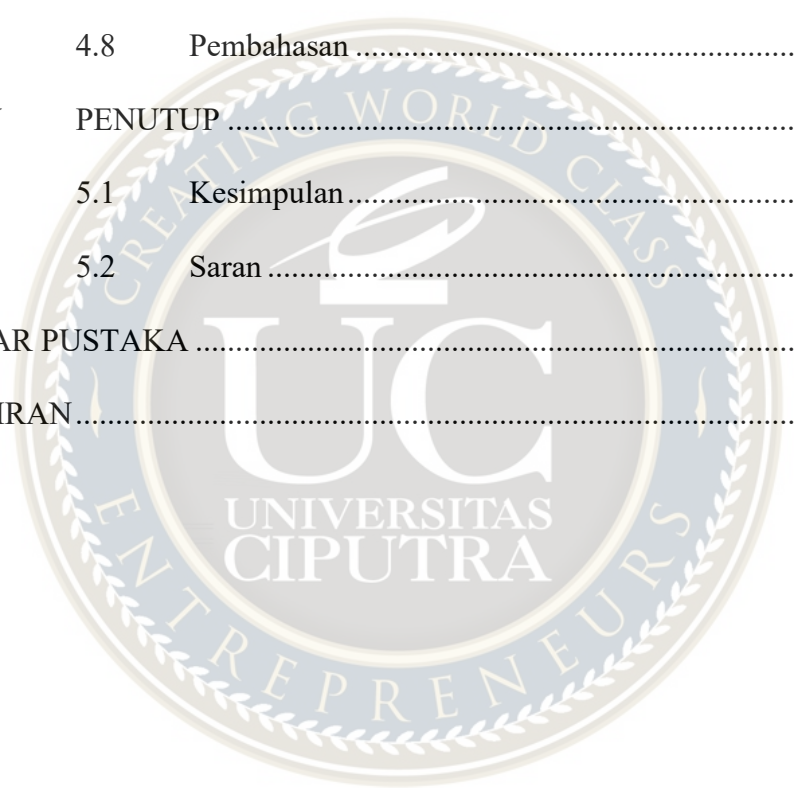 4.8 Pembahasan ........................................................
PENUTUP ........................................................................
5.1 Kesimpulan .........................................................
5.2 Saran ...................................................................
AR PUSTAKA ............................................................................
IRAN ...........................................................................................
CREATING WORLD CLASS
UC
UNIVERSITAS
CIPUTRA
ENTREPRENEURS